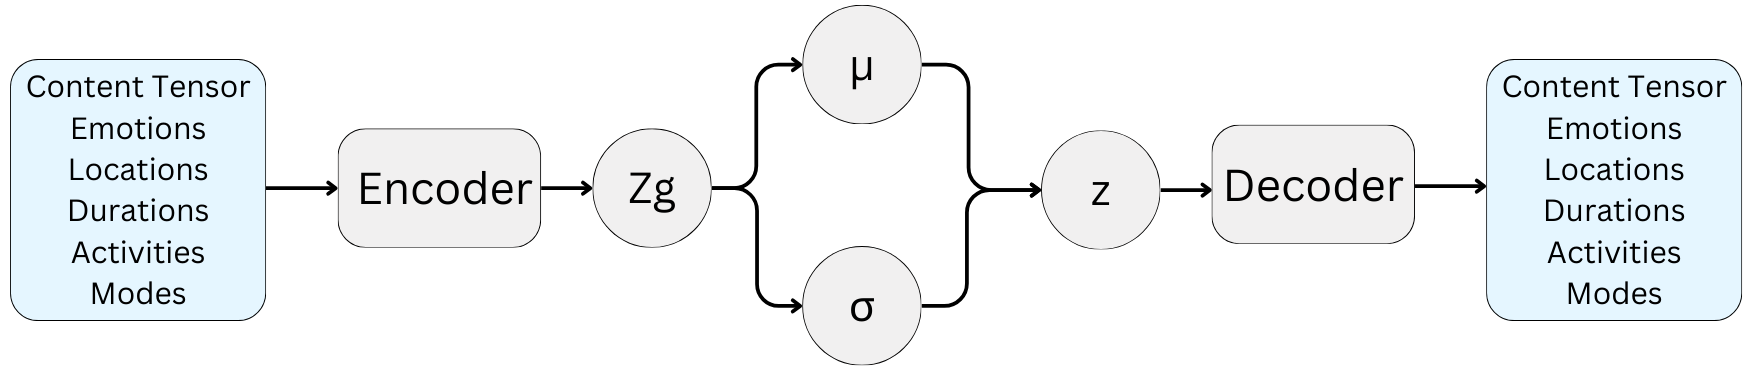 Content Tensor
Emotions
Locations
Durations
Activities
Modes
Encoder
Zg
μ
σ
z
Decoder
Content Tensor
Emotions
Locations
Durations
Activities
Modes